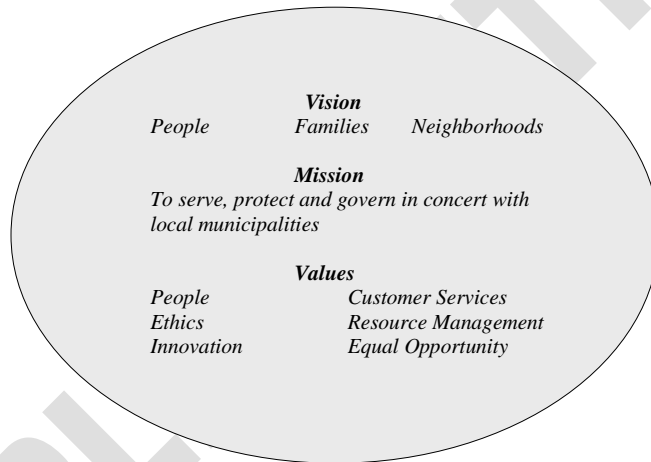 Vision
People Families Neighborhoods
Mission
To serve, protect and govern in concert with
local municipalities
Values
People Customer Services
Ethics Resource Management
Innovation Equal Opportunity